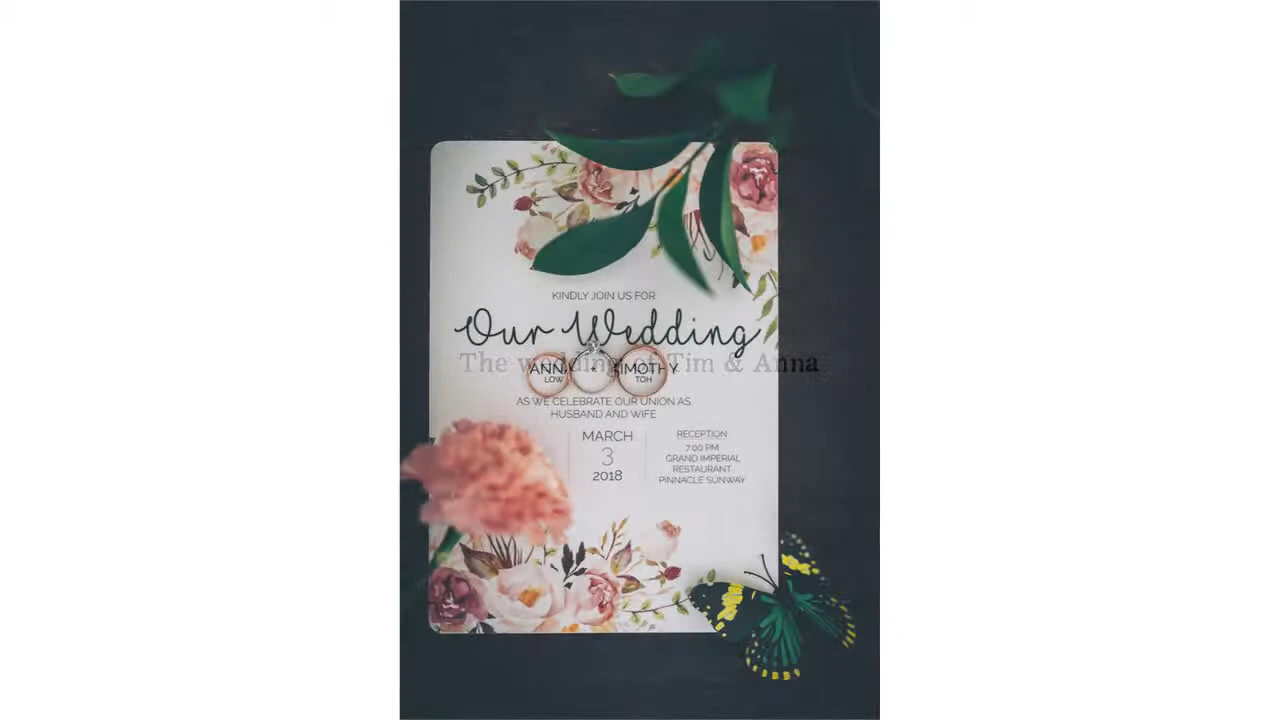 KINDLY JOIN US FOR
Our Wedding
The wedding of Tim & Anna
ANNA TIMOTHY
LOW TOH
AS WE CELEBRATE OUR UNION AS
HUSBAND AND WIFE
MARCH
3
2018
RECEPTION
7:00 PM
GRAND IMPERIAL
RESTAURANT
PINNACLE SUNWAY